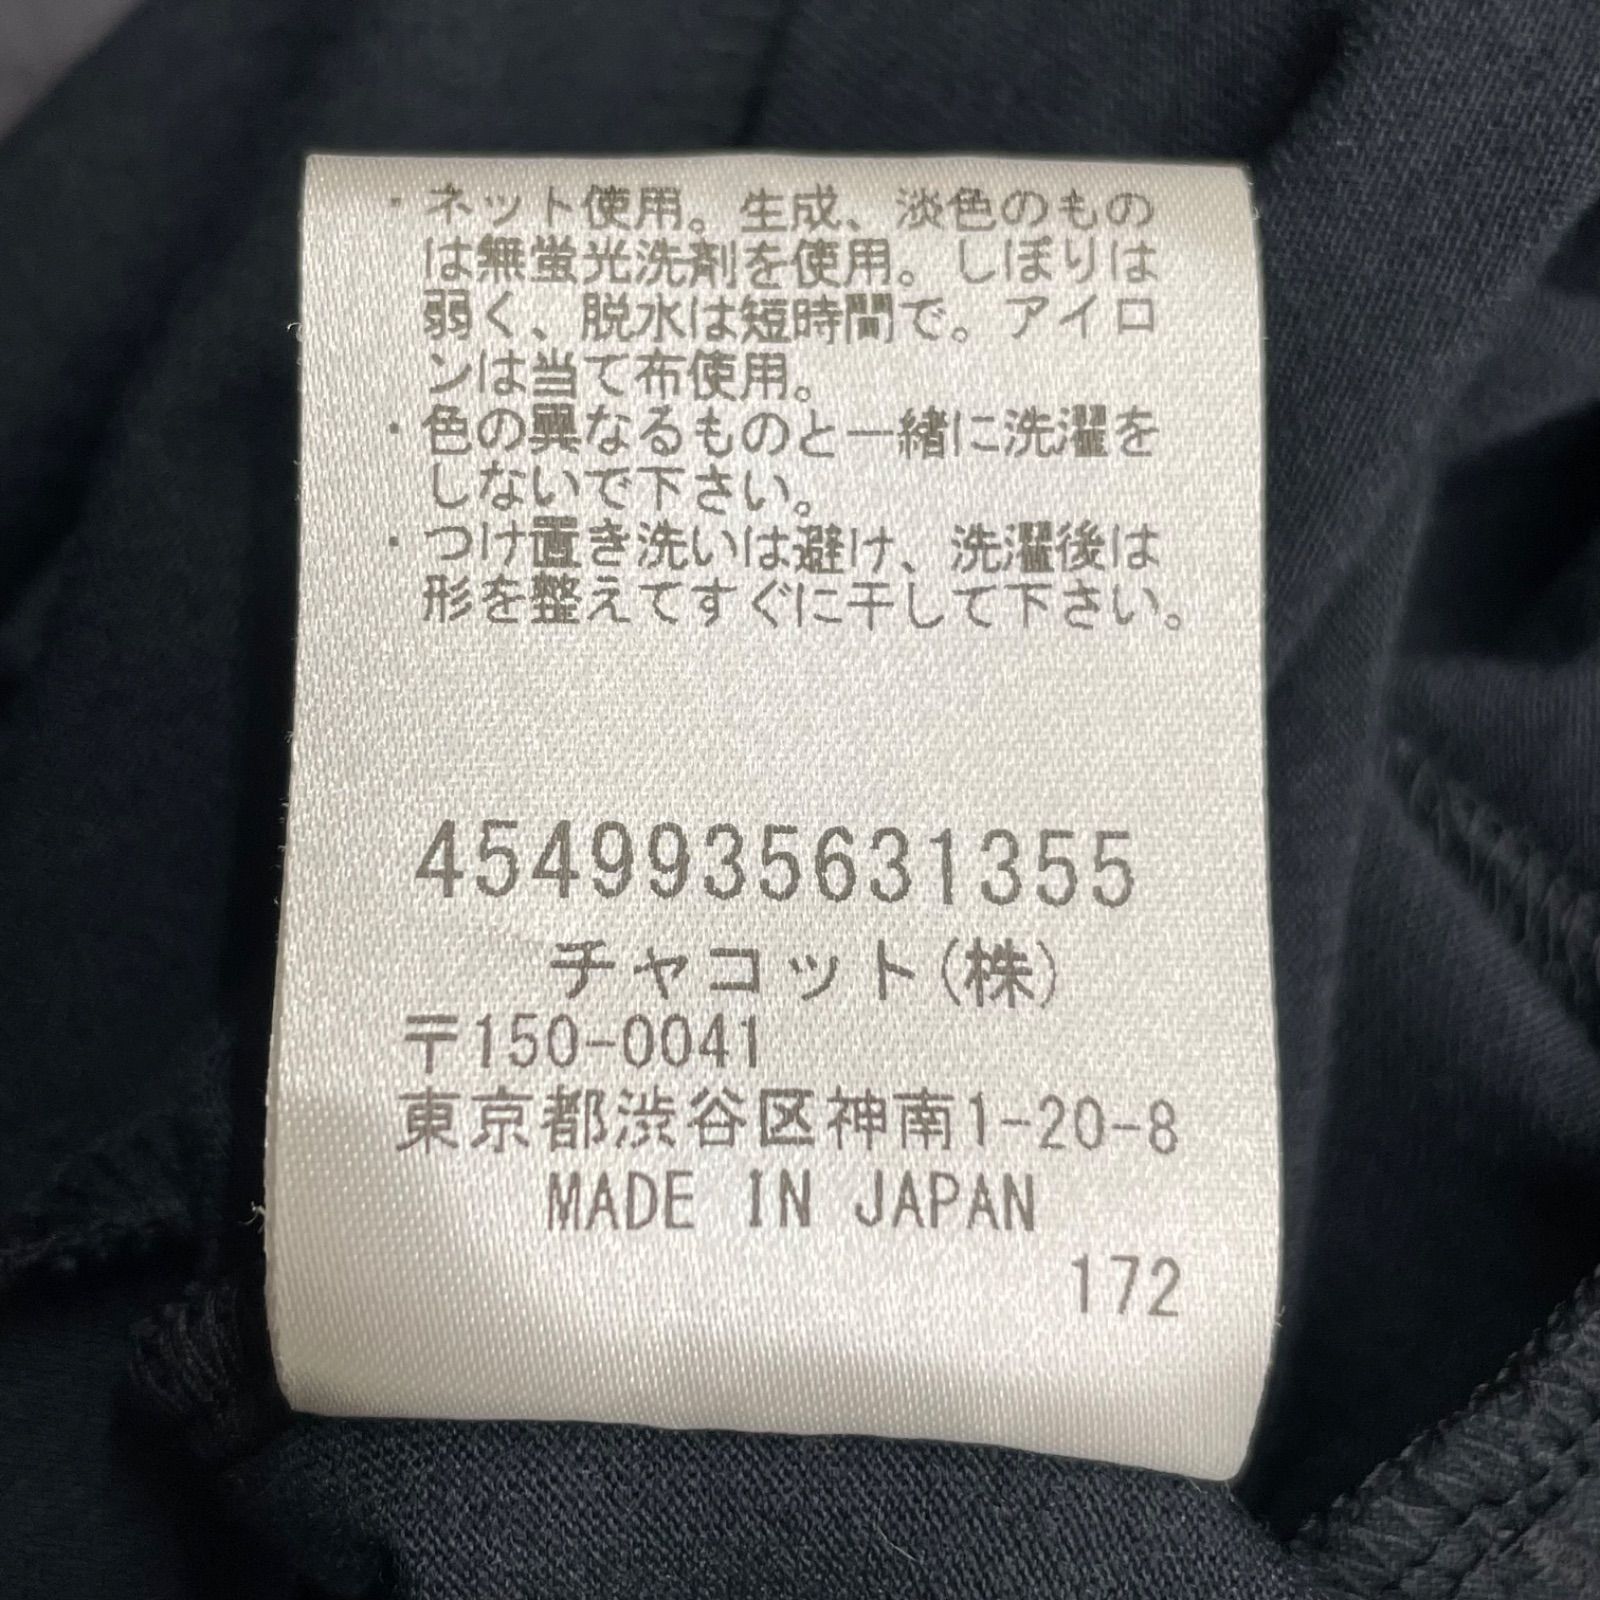 ・ネット使用。生成、淡色のもの
は無蛍光洗剤を使用。しぼりは
弱く、脱水は短時間で。アイロ
ンは当て布使用。
・色の異なるものと一緒に洗濯を
しないで下さい。
・つけ置き洗いは避け、洗濯後は
形を整えてすぐに干して下さい。
4549935631355
チャコット(株)
〒150-0041
東京都渋谷区神南1-20-8
MADE IN JAPAN
172